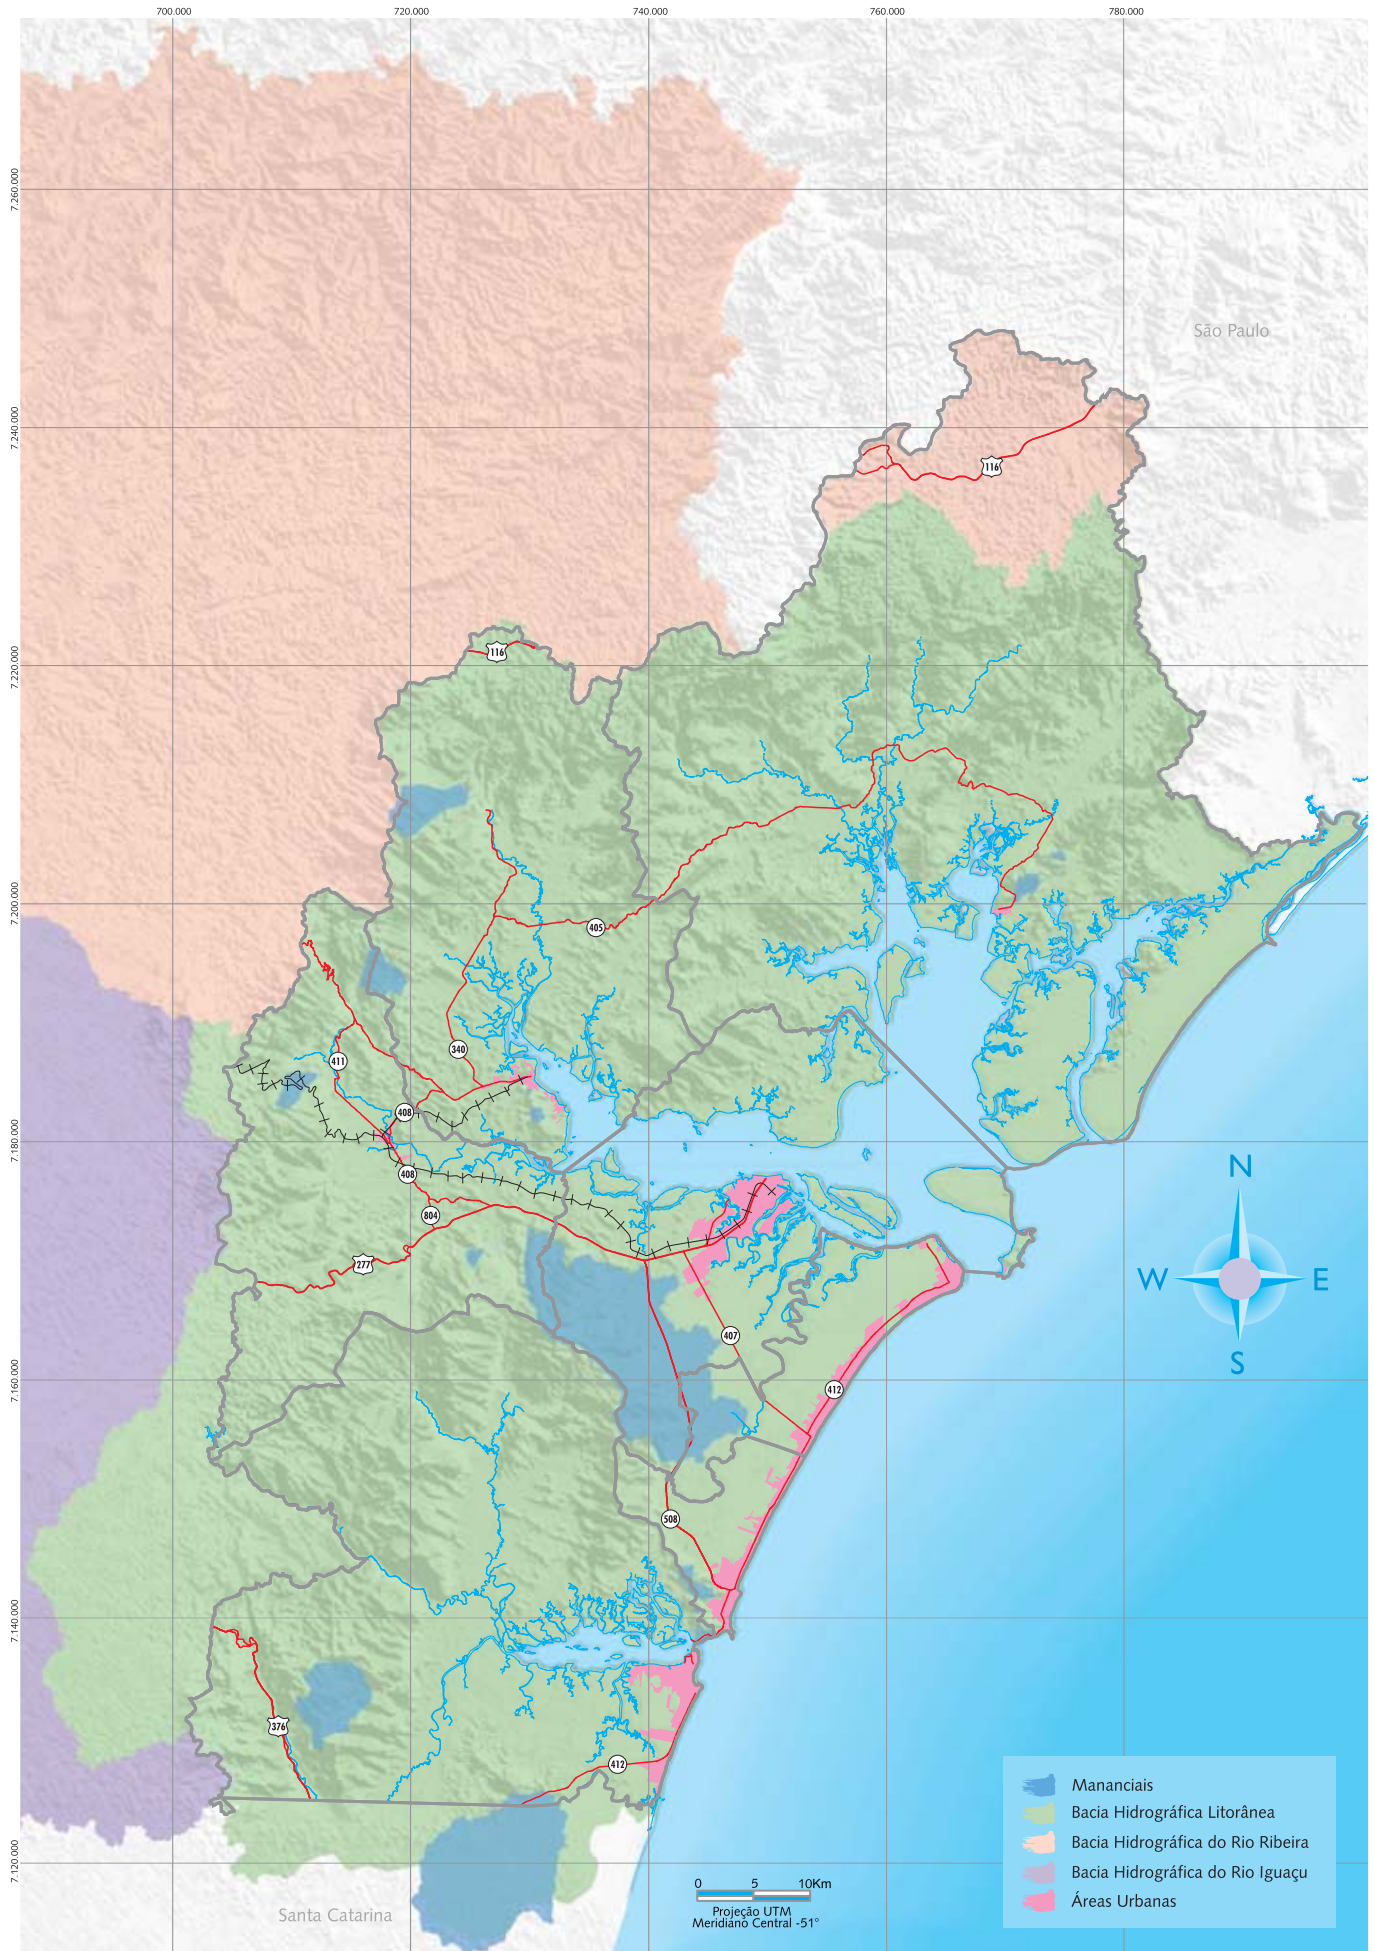 700.000 720.000 740.000 760.000 780.000
7.260.000
São Paulo
7.240.000
116
116
7.220.000
7.200.000
405
340
411
408
7.180.000
408
N
804
277
W E
407
S
7.160.000
412
508
7.140.000
376
412
Mananciais
Bacia Hidrográfica Litorânea
Bacia Hidrográfica do Rio Ribeira
Bacia Hidrográfica do Rio Iguaçu
Áreas Urbanas
7.120.000
0 5 10Km
Projeção UTM
Meridiano Central -51°
Santa Catarina